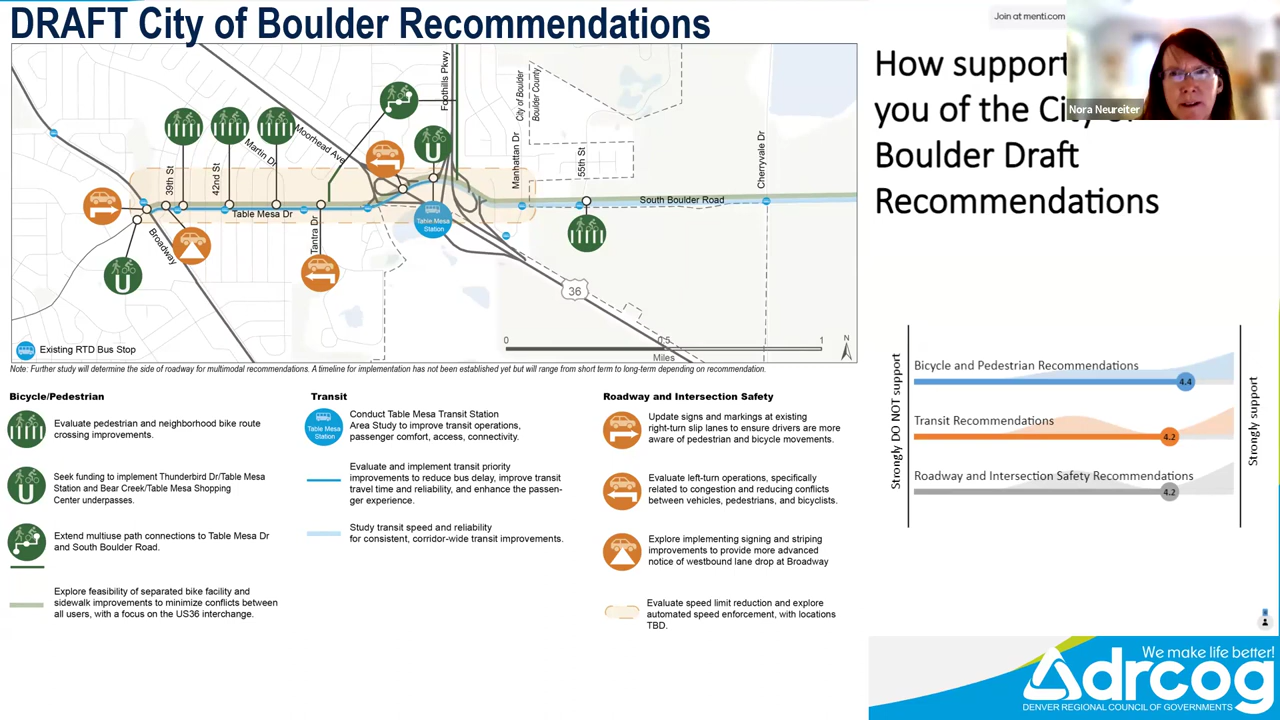 DRAFT City of Boulder Recommendations
Join at menti.com
How support
you of the City of
Boulder Draft
Recommendations
Nora Neureiter
Foothills Pkwy
City of Boulder
Boulder County
Moorhead Ave
Martin Dr
39th St
42nd St
Manhattan Dr
55th St
Cherryvale Dr
Table Mesa Dr
South Boulder Road
Table Mesa
Station
Broadway
Tantra Dr
36
0
0.5
1
Miles
N
Existing RTD Bus Stop
Note: Further study will determine the side of roadway for multimodal recommendations. A timeline for implementation has not been established yet but will range from short term to long-term depending on recommendation.
Bicycle/Pedestrian
Evaluate pedestrian and neighborhood bike route
crossing improvements.
Seek funding to implement Thunderbird Dr/Table Mesa
Station and Bear Creek/Table Mesa Shopping
Center underpasses.
Extend multiuse path connections to Table Mesa Dr
and South Boulder Road.
Explore feasibility of separated bike facility and
sidewalk improvements to minimize conflicts between
all users, with a focus on the US36 interchange.
Transit
Table Mesa
Station
Conduct Table Mesa Transit Station
Area Study to improve transit operations,
passenger comfort, access, connectivity.
Evaluate and implement transit priority
improvements to reduce bus delay, improve transit
travel time and reliability, and enhance the passen-
ger experience.
Study transit speed and reliability
for consistent, corridor-wide transit improvements.
Roadway and Intersection Safety
Update signs and markings at existing
right-turn slip lanes to ensure drivers are more
aware of pedestrian and bicycle movements.
Evaluate left-turn operations, specifically
related to congestion and reducing conflicts
between vehicles, pedestrians, and bicyclists.
Explore implementing signing and striping
improvements to provide more advanced
notice of westbound lane drop at Broadway
Evaluate speed limit reduction and explore
automated speed enforcement, with locations
TBD.
Strongly DO NOT support
Bicycle and Pedestrian Recommendations
4.4
Transit Recommendations
4.2
Roadway and Intersection Safety Recommendations
4.2
Strongly support
We make life better!
drcog
DENVER REGIONAL COUNCIL OF GOVERNMENTS